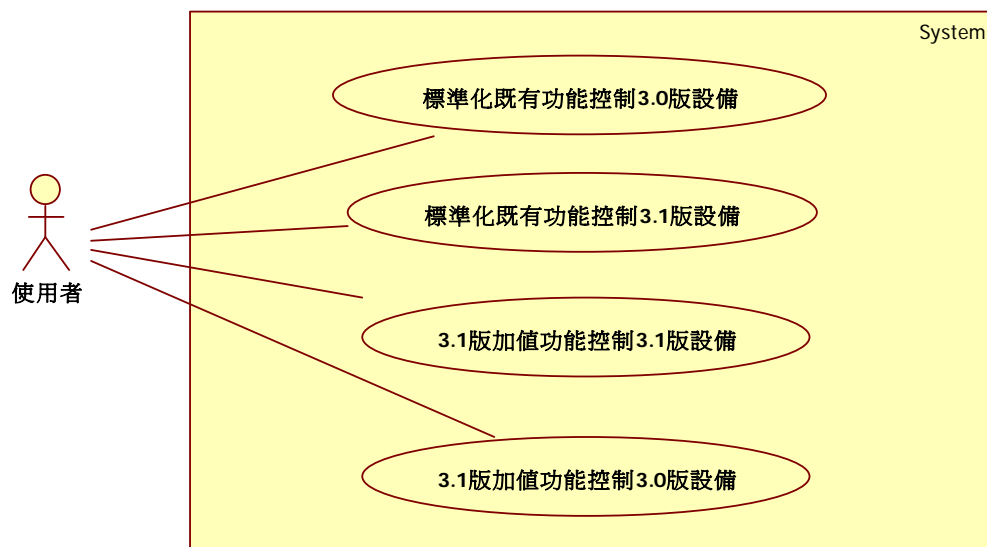 System
標準化既有功能控制3.0版設備
標準化既有功能控制3.1版設備
使用者
3.1版加值功能控制3.1版設備
3.1版加值功能控制3.0版設備